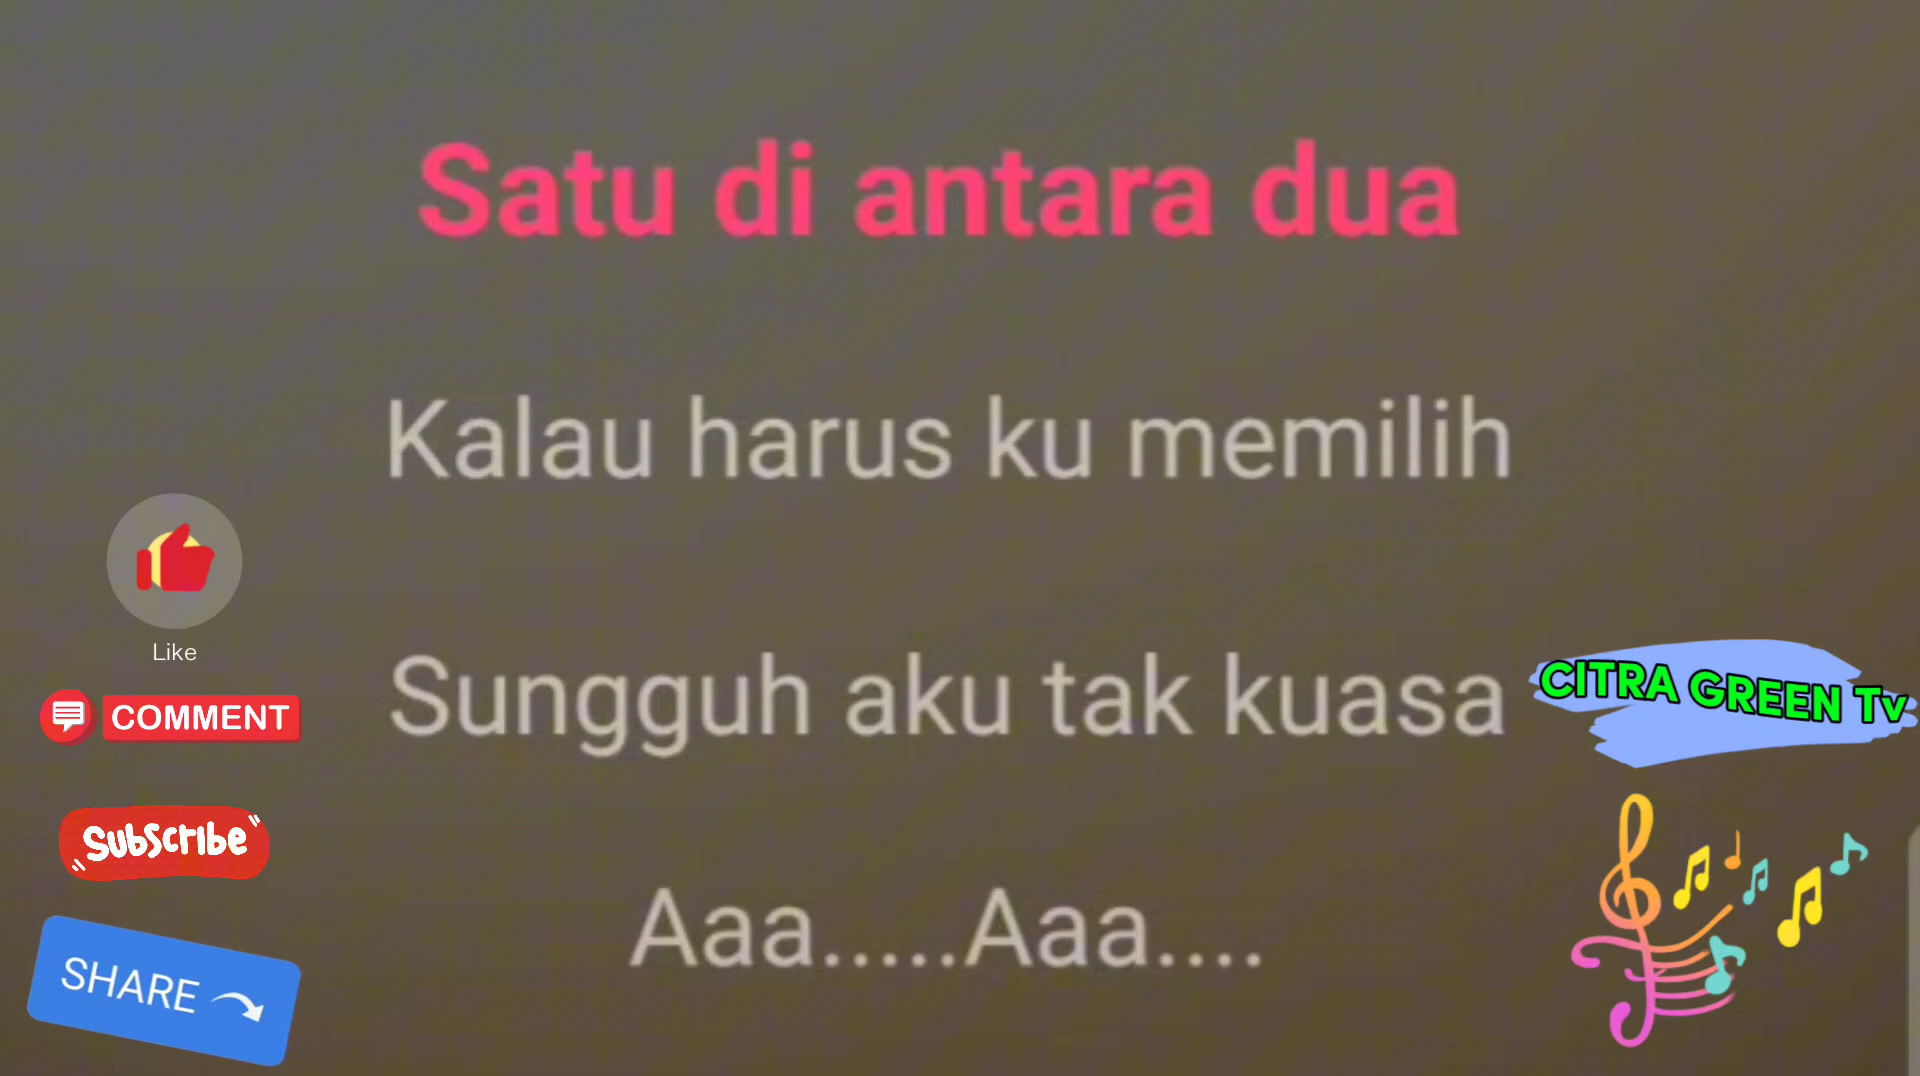 Satu di antara dua
Kalau harus ku memilih
Sungguh aku tak kuasa
Aaa.....Aaa....
Like
COMMENT
Subscribe
SHARE
CITRA GREEN Tv